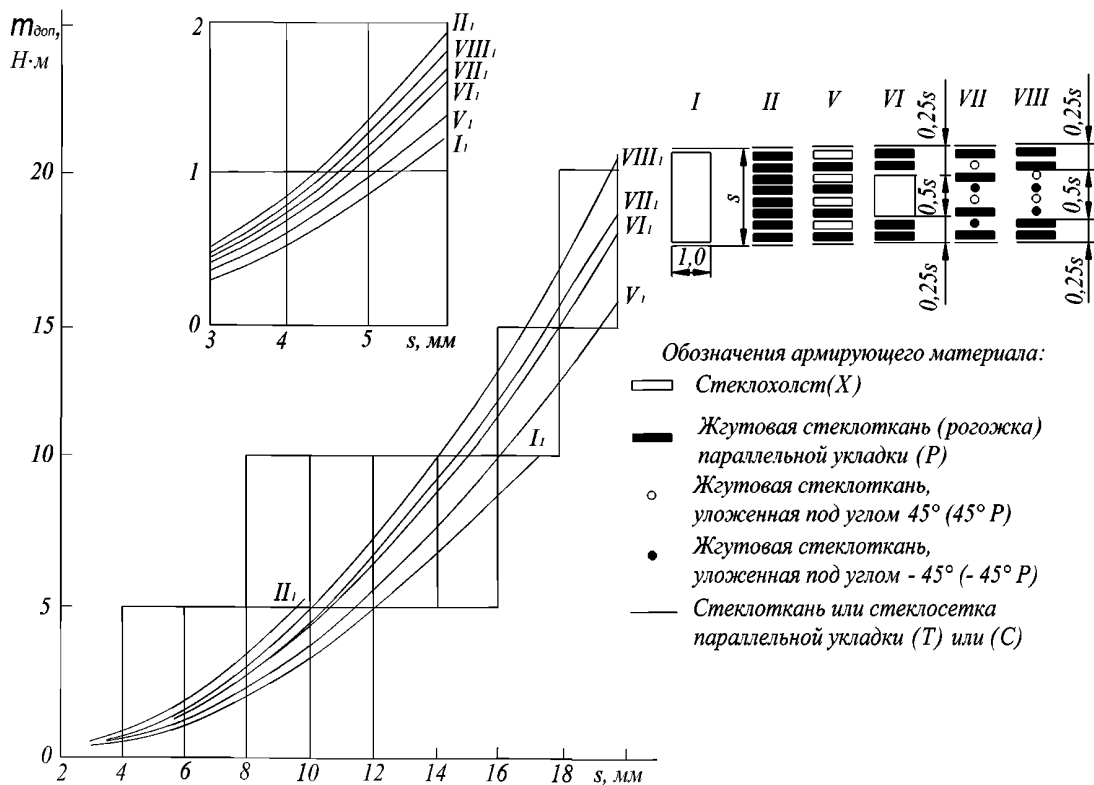 mдоп,
Н·м
20
15
10
5
0
2
4
6
8
10
12
14
16
18
s, мм
2
1
0
3
4
5
s, мм
II₁
VIII₁
VII₁
VI₁
V₁
I₁
VIII₁
VII₁
VI₁
V₁
I₁
II₁
I
II
V
VI
VII
VIII
0,25s
0,5s
0,25s
0,25s
0,5s
0,25s
s
1,0
Обозначения армирующего материала:
Стеклохолст(Х)
Жгутовая стеклоткань (рогожка)
параллельной укладки (Р)
Жгутовая стеклоткань,
уложенная под углом 45° (45° Р)
Жгутовая стеклоткань,
уложенная под углом - 45° (- 45° Р)
Стеклоткань или стеклосетка
параллельной укладки (Т) или (С)